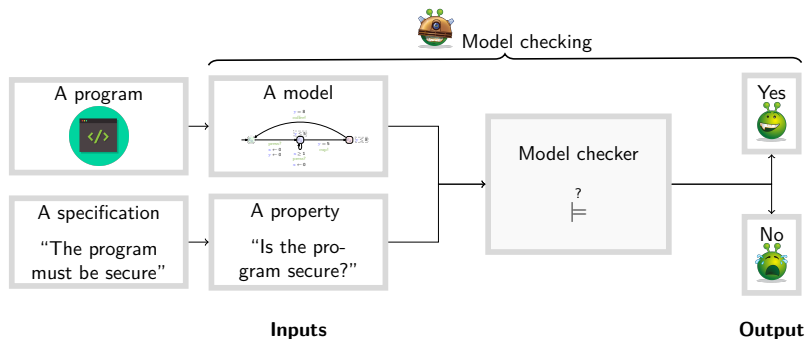 Model checking
A program
</>
A model
Yes
Model checker
?
⊨
A specification
“The program
must be secure”
A property
“Is the pro-
gram secure?”
No
Inputs
Output